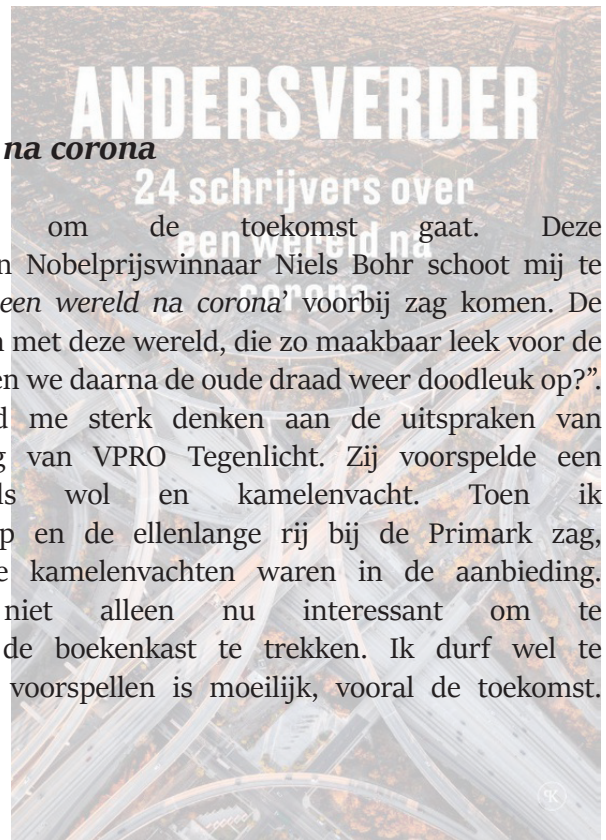 ANDERS VERDER
na corona
24 schrijvers over
een wereld na
corona
om de toekomst gaat. Deze
n Nobelprijswinnaar Niels Bohr schoot mij te
een wereld na corona’ voorbij zag komen. De
met deze wereld, die zo maakbaar leek voor de
en we daarna de oude draad weer doodleuk op?”.
d me sterk denken aan de uitspraken van
g van VPRO Tegenlicht. Zij voorspelde een
ls wol en kamelenvacht. Toen ik
p en de ellenlange rij bij de Primark zag,
e kamelenvachten waren in de aanbieding.
niet alleen nu interessant om te
de boekenkast te trekken. Ik durf wel te
voorspellen is moeilijk, vooral de toekomst.